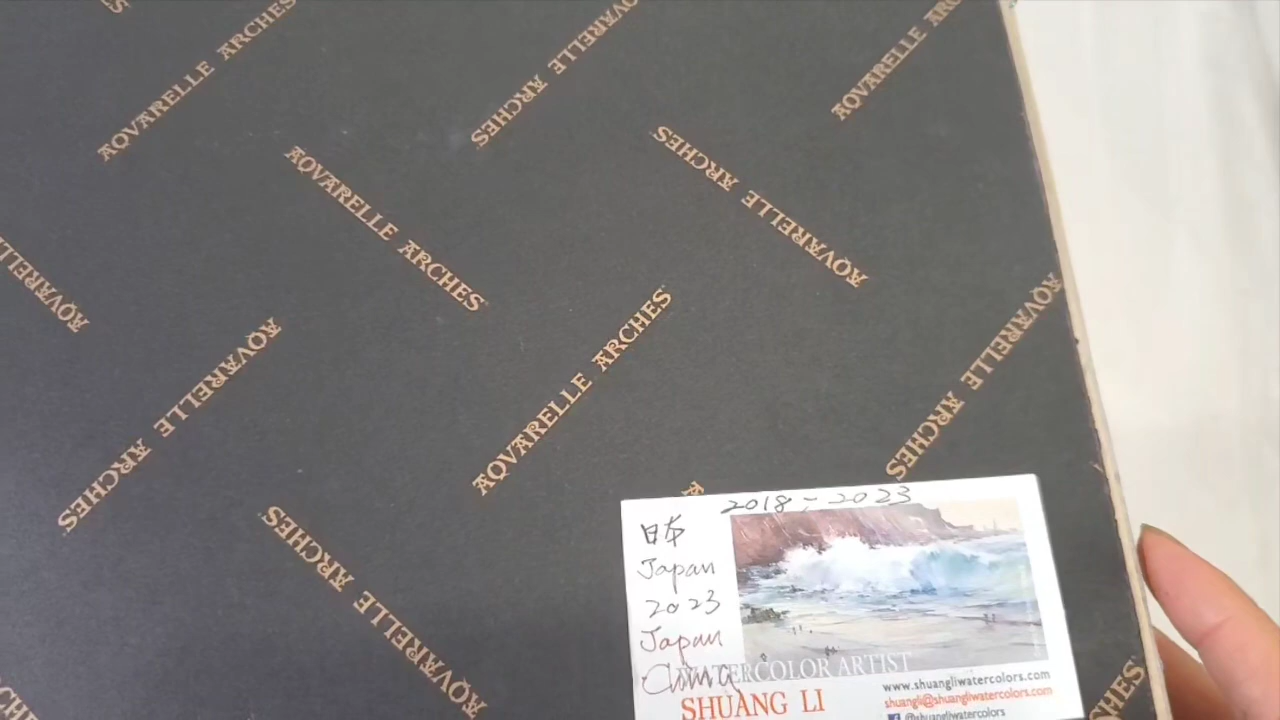 AQVARELLE ARCHES
AQVARELLE ARCHES
AQVARELLE
AQVARELLE ARCHES
AQVARELLE ARCHES
AQVARELLE
AQVARELLE ARCHES
AQVARELLE ARCHES
AQVARELLE ARCHES
AQVARELLE ARCHES
ARCHES
2018 - 2023
日本
Japan
2023
Japan
China
WATERCOLOR ARTIST
SHUANG LI
www.shuangliwatercolors.com
shuangli@shuangliwatercolors.com
@shuangliwatercolors